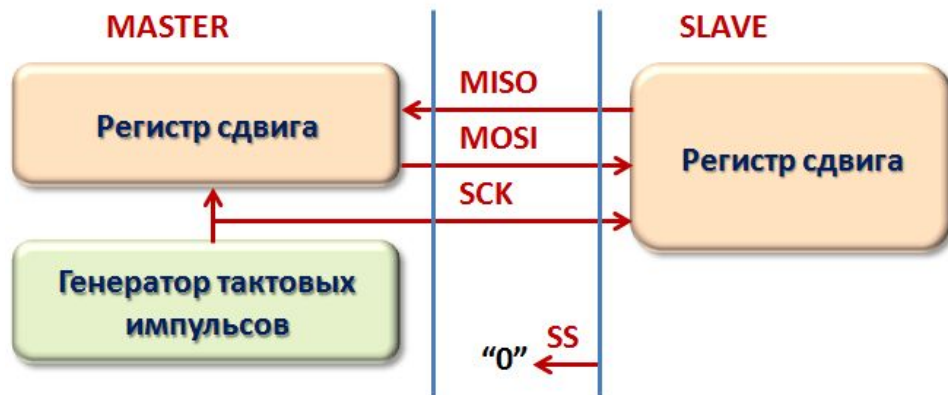 MASTER
SLAVE
MISO
Регистр сдвига
MOSI
Регистр сдвига
SCK
Генератор тактовых
импульсов
SS
“0”